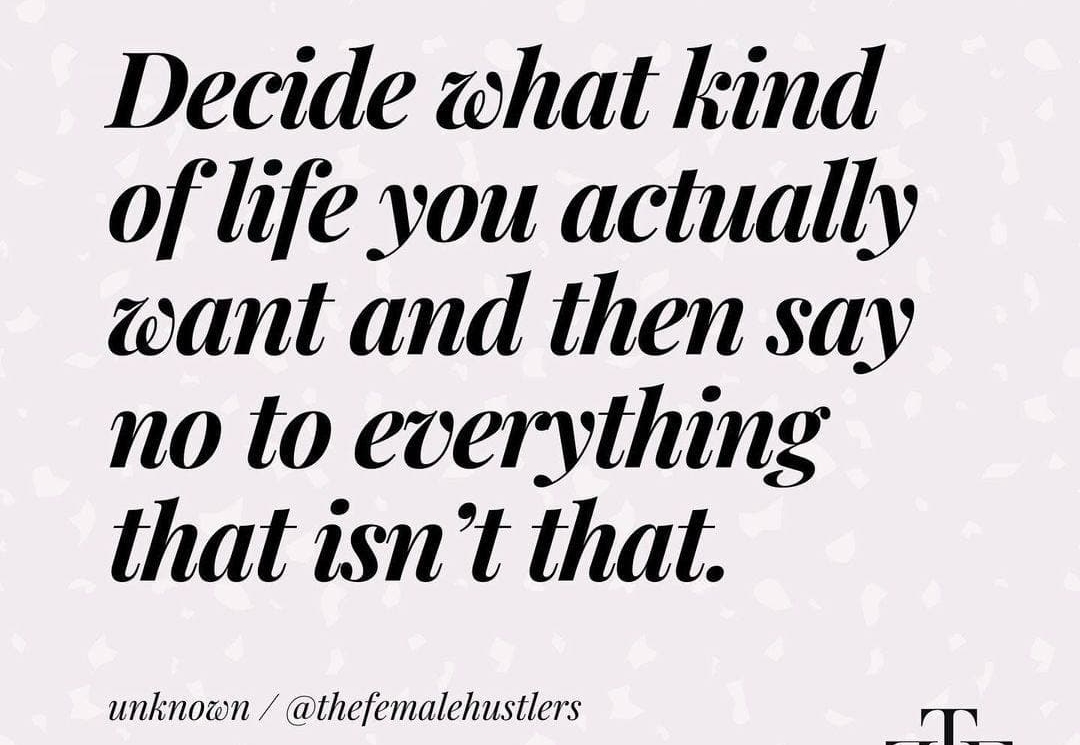 Decide what kind
of life you actually
want and then say
no to everything
that isn’t that.
unknown / @thefemalehustlers
T